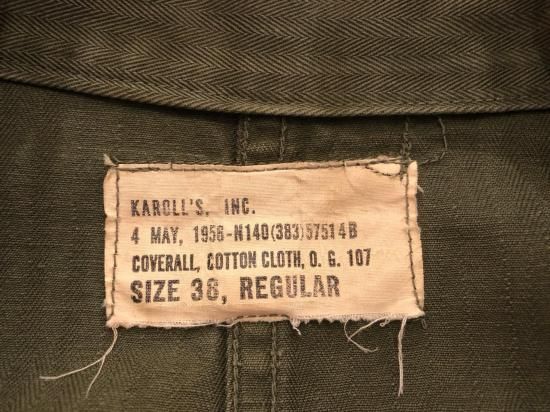 KAROLL'S, INC.
4 MAY, 1956-N140(383)57514B
COVERALL, COTTON CLOTH, O. G. 107
SIZE 38, REGULAR